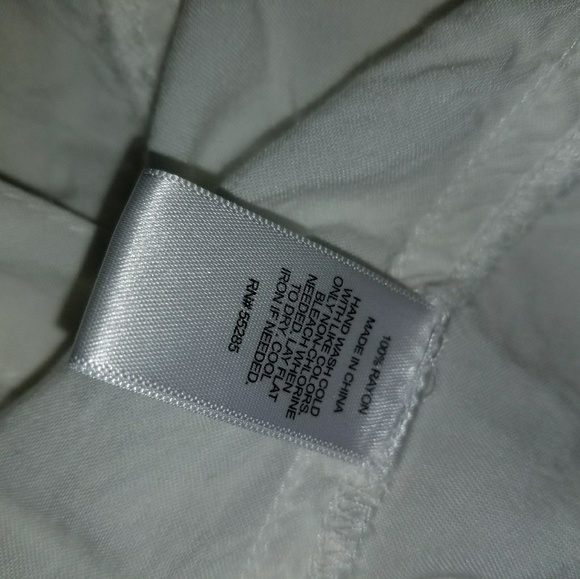 100% RAYON
MADE IN CHINA
HAND WASH COLD
WITH LIKE COLORS.
ONLY NON-CHLORINE
BLEACH WHEN
NEEDED. LAY FLAT
TO DRY. COOL
IRON IF NEEDED.
RN# 55285